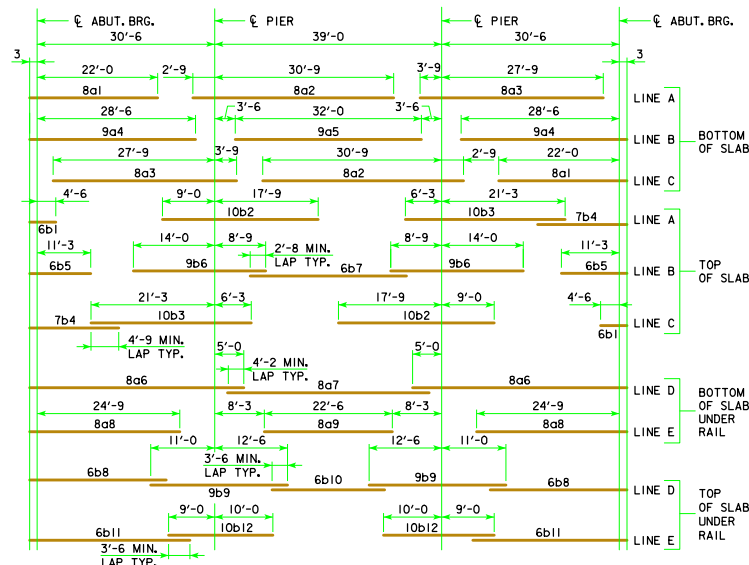 ℄ ABUT. BRG. ℄ PIER ℄ PIER ℄ ABUT. BRG.
30'-6 39'-0 30'-6
3 3
22'-0 2'-9 30'-9 3'-9 27'-9
8a1 8a2 8a3 LINE A
28'-6 3'-6 32'-0 3'-6 28'-6
9a4 9a5 9a4 LINE B
BOTTOM
OF SLAB
27'-9 3'-9 30'-9 2'-9 22'-0
8a3 8a2 8a1 LINE C
4'-6 9'-0 17'-9 6'-3 21'-3
6b1 10b2 10b3 7b4 LINE A
11'-3 14'-0 8'-9 2'-8 MIN.
LAP TYP. 8'-9 14'-0 11'-3
6b5 9b6 6b7 9b6 6b5 LINE B
TOP
OF SLAB
21'-3 6'-3 17'-9 9'-0 4'-6
7b4 10b3 10b2 6b1 LINE C
4'-9 MIN.
LAP TYP.
5'-0 4'-2 MIN.
LAP TYP. 5'-0
8a6 8a7 8a6 LINE D
24'-9 8'-3 22'-6 8'-3 24'-9
8a8 8a9 8a8 LINE E
BOTTOM
OF SLAB
UNDER
RAIL
11'-0 12'-6 12'-6 11'-0
3'-6 MIN.
LAP TYP.
6b8 9b9 6b10 9b9 6b8 LINE D
9'-0 10'-0 10'-0 9'-0
6b11 10b12 10b12 6b11 LINE E
TOP
OF SLAB
UNDER
RAIL
3'-6 MIN.
LAP TYP.